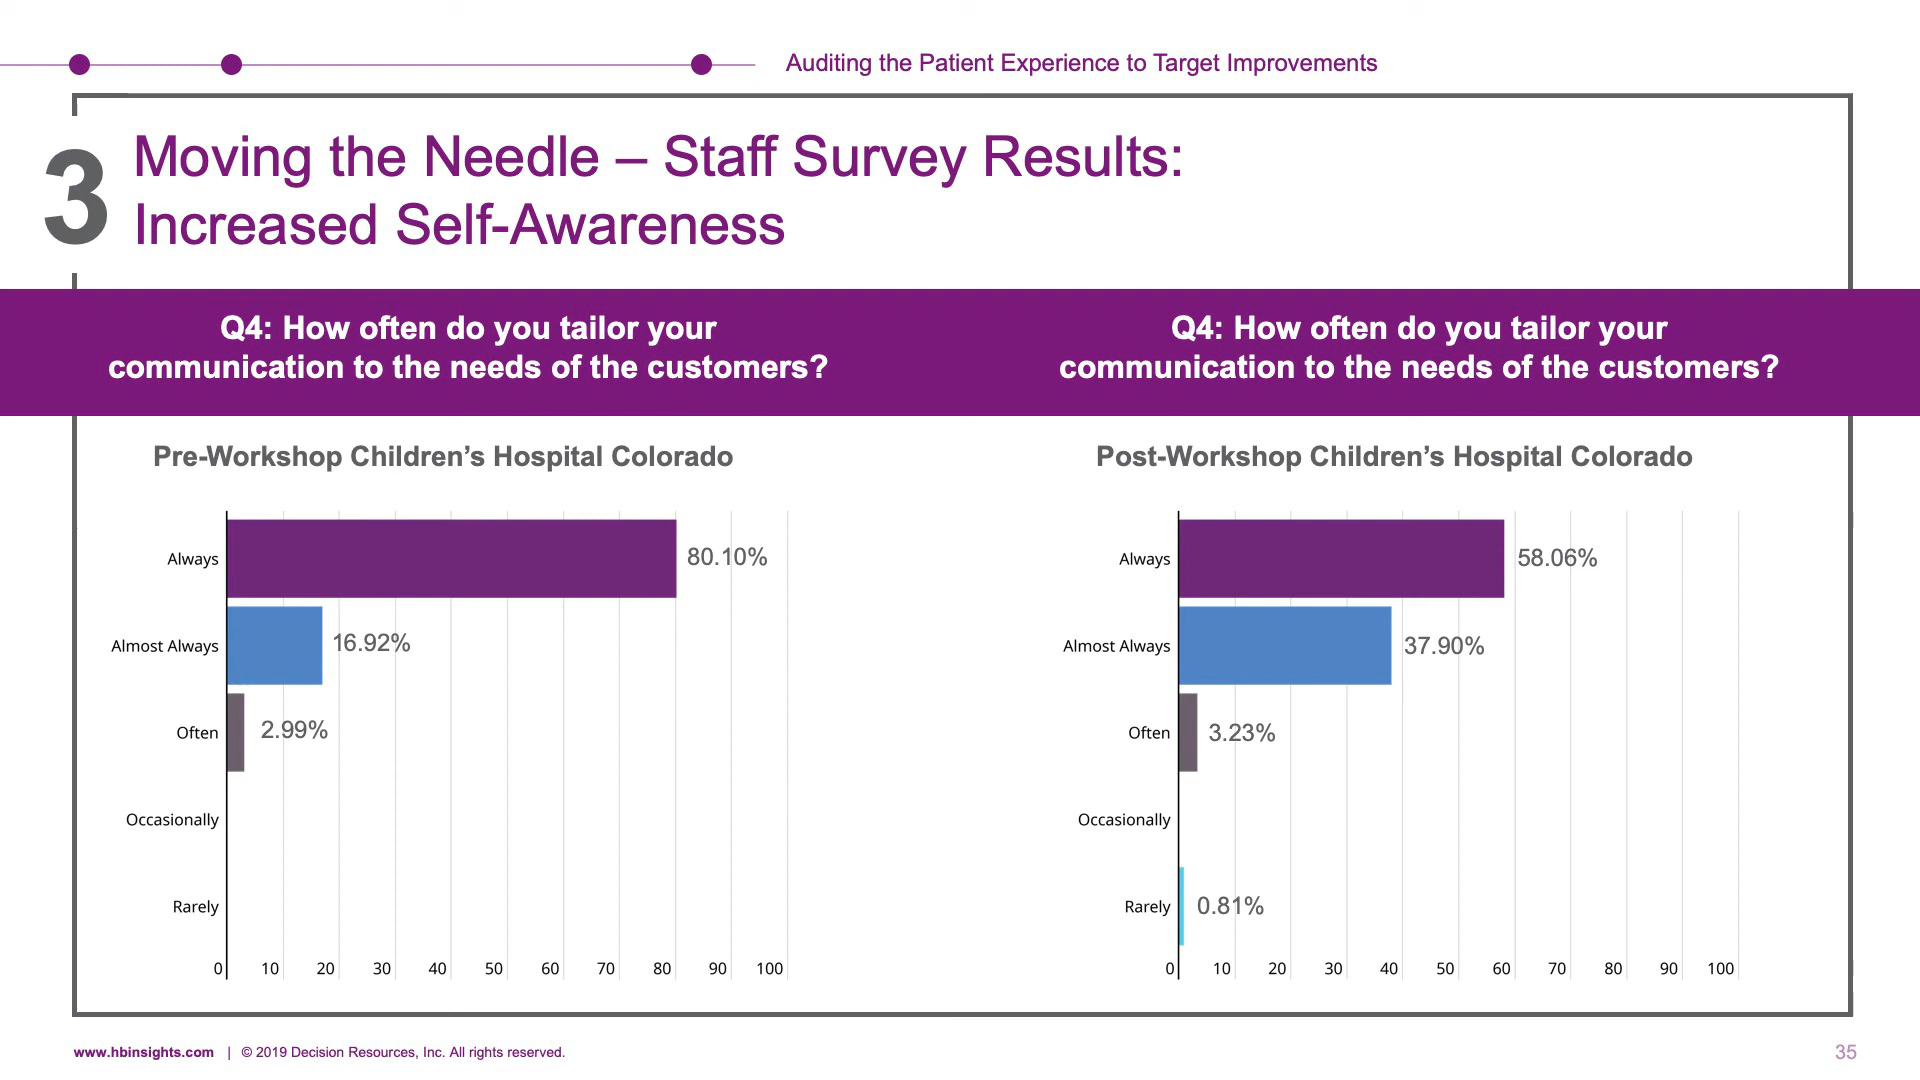 Auditing the Patient Experience to Target Improvements
3
Moving the Needle – Staff Survey Results:
Increased Self-Awareness
Q4: How often do you tailor your
communication to the needs of the customers?
Q4: How often do you tailor your
communication to the needs of the customers?
Pre-Workshop Children’s Hospital Colorado
Always 80.10%
Almost Always 16.92%
Often 2.99%
Occasionally
Rarely
0 10 20 30 40 50 60 70 80 90 100
Post-Workshop Children’s Hospital Colorado
Always 58.06%
Almost Always 37.90%
Often 3.23%
Occasionally
Rarely 0.81%
0 10 20 30 40 50 60 70 80 90 100
www.hbinsights.com | © 2019 Decision Resources, Inc. All rights reserved.
35